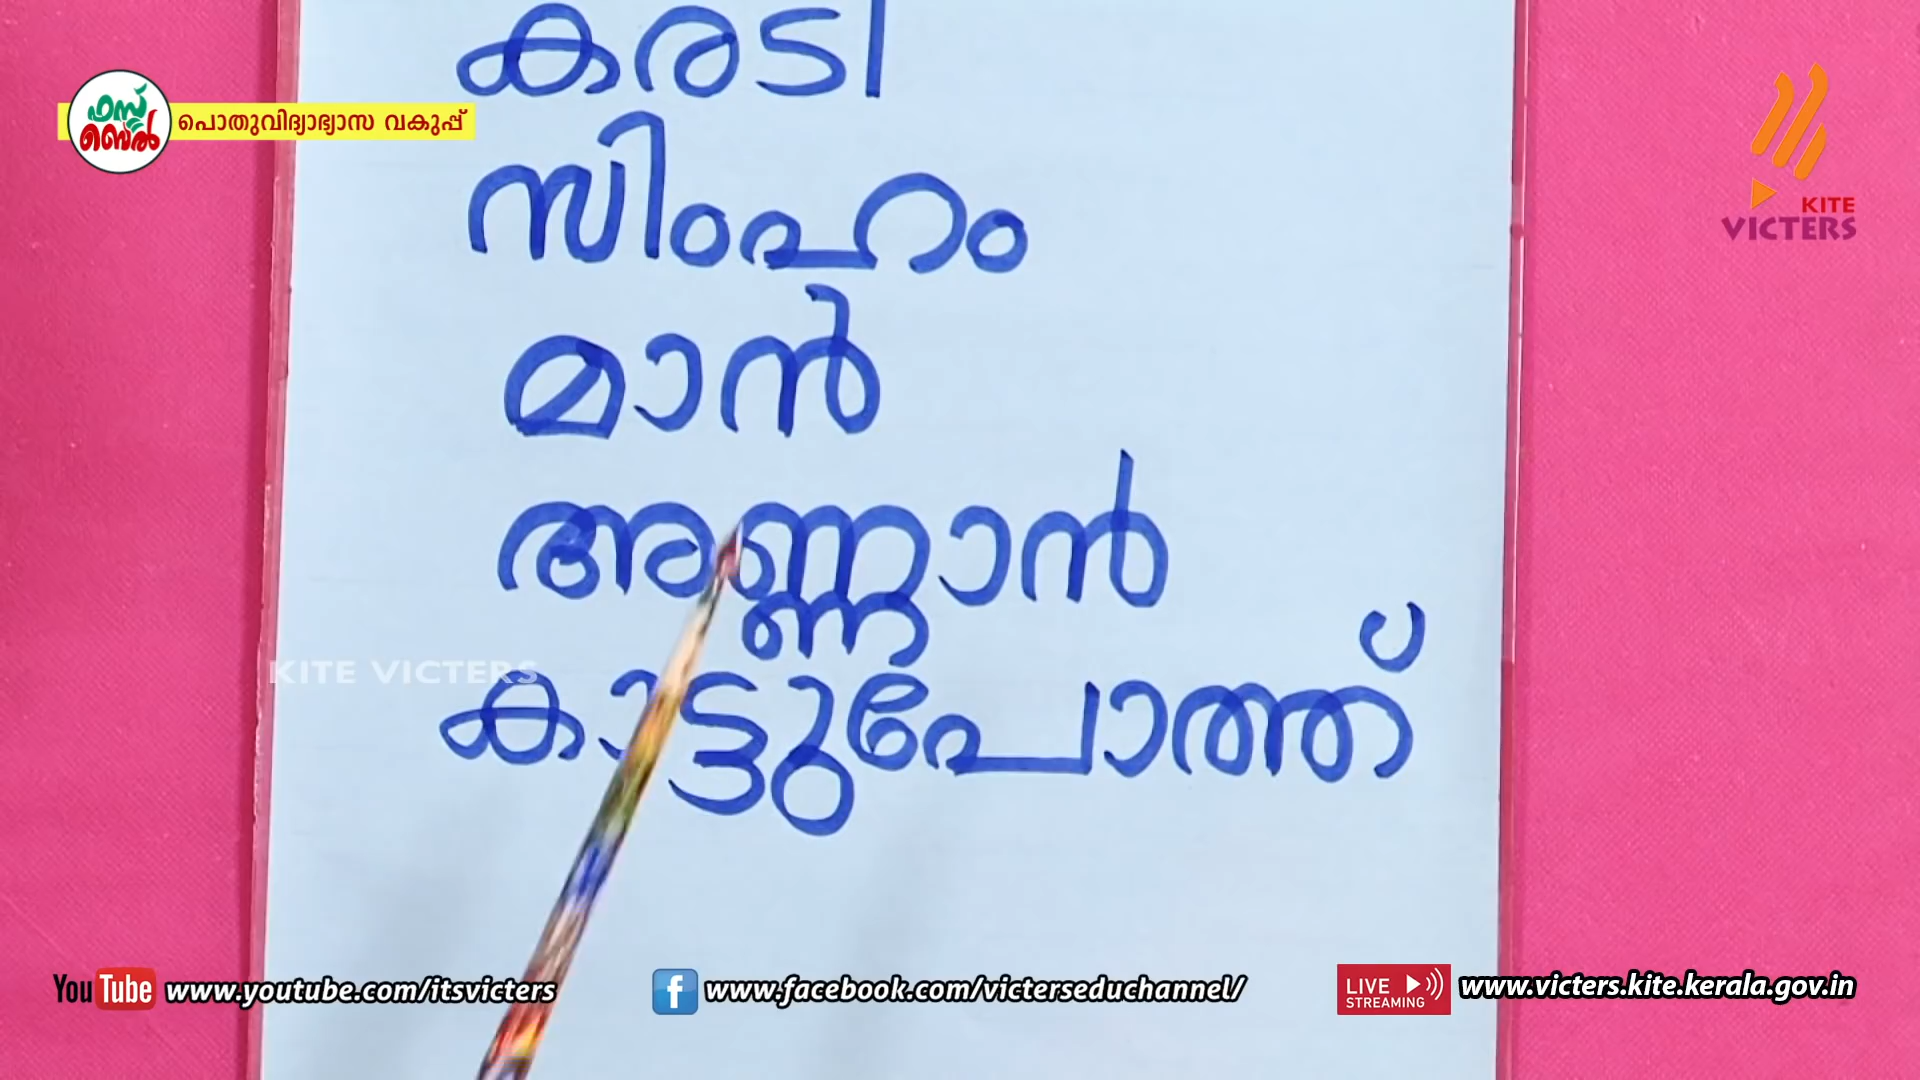 കരടി
ഫസ്റ്റ് ബെൽ
പൊതുവിദ്യാഭ്യാസ വകുപ്പ്
KITE VICTERS
സിംഹം
മാൻ
അണ്ണാൻ
KITE VICTERS
കാട്ടുപോത്ത്
YouTube www.youtube.com/itsvicters
f www.facebook.com/victerseduchannel/
LIVE STREAMING www.victers.kite.kerala.gov.in